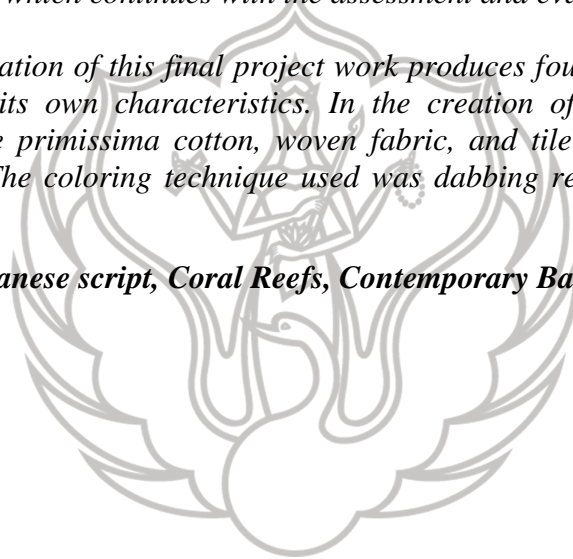 which continues with the assessment and eva
ation of this final project work produces fou
its own characteristics. In the creation of
primissima cotton, woven fabric, and tile
he coloring technique used was dabbing re
anese script, Coral Reefs, Contemporary Ba